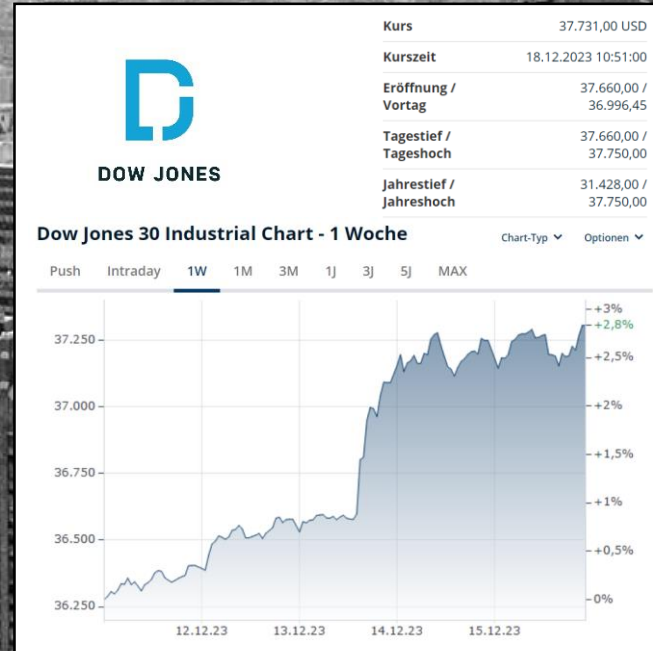 Kurs 37.731,00 USD
Kurszeit 18.12.2023 10:51:00
Eröffnung / 37.660,00 /
Vortag 36.996,45
Tagestief / 37.660,00 /
Tageshoch 37.750,00
Jahrestief / 31.428,00 /
Jahreshoch 37.750,00
DOW JONES
Dow Jones 30 Industrial Chart - 1 Woche
Chart-Typ Optionen
Push Intraday 1W 1M 3M 1J 3J 5J MAX
+3%
+2,8%
37.250
+2,5%
37.000
+2%
+1,5%
36.750
+1%
36.500
+0,5%
36.250
0%
12.12.23 13.12.23 14.12.23 15.12.23